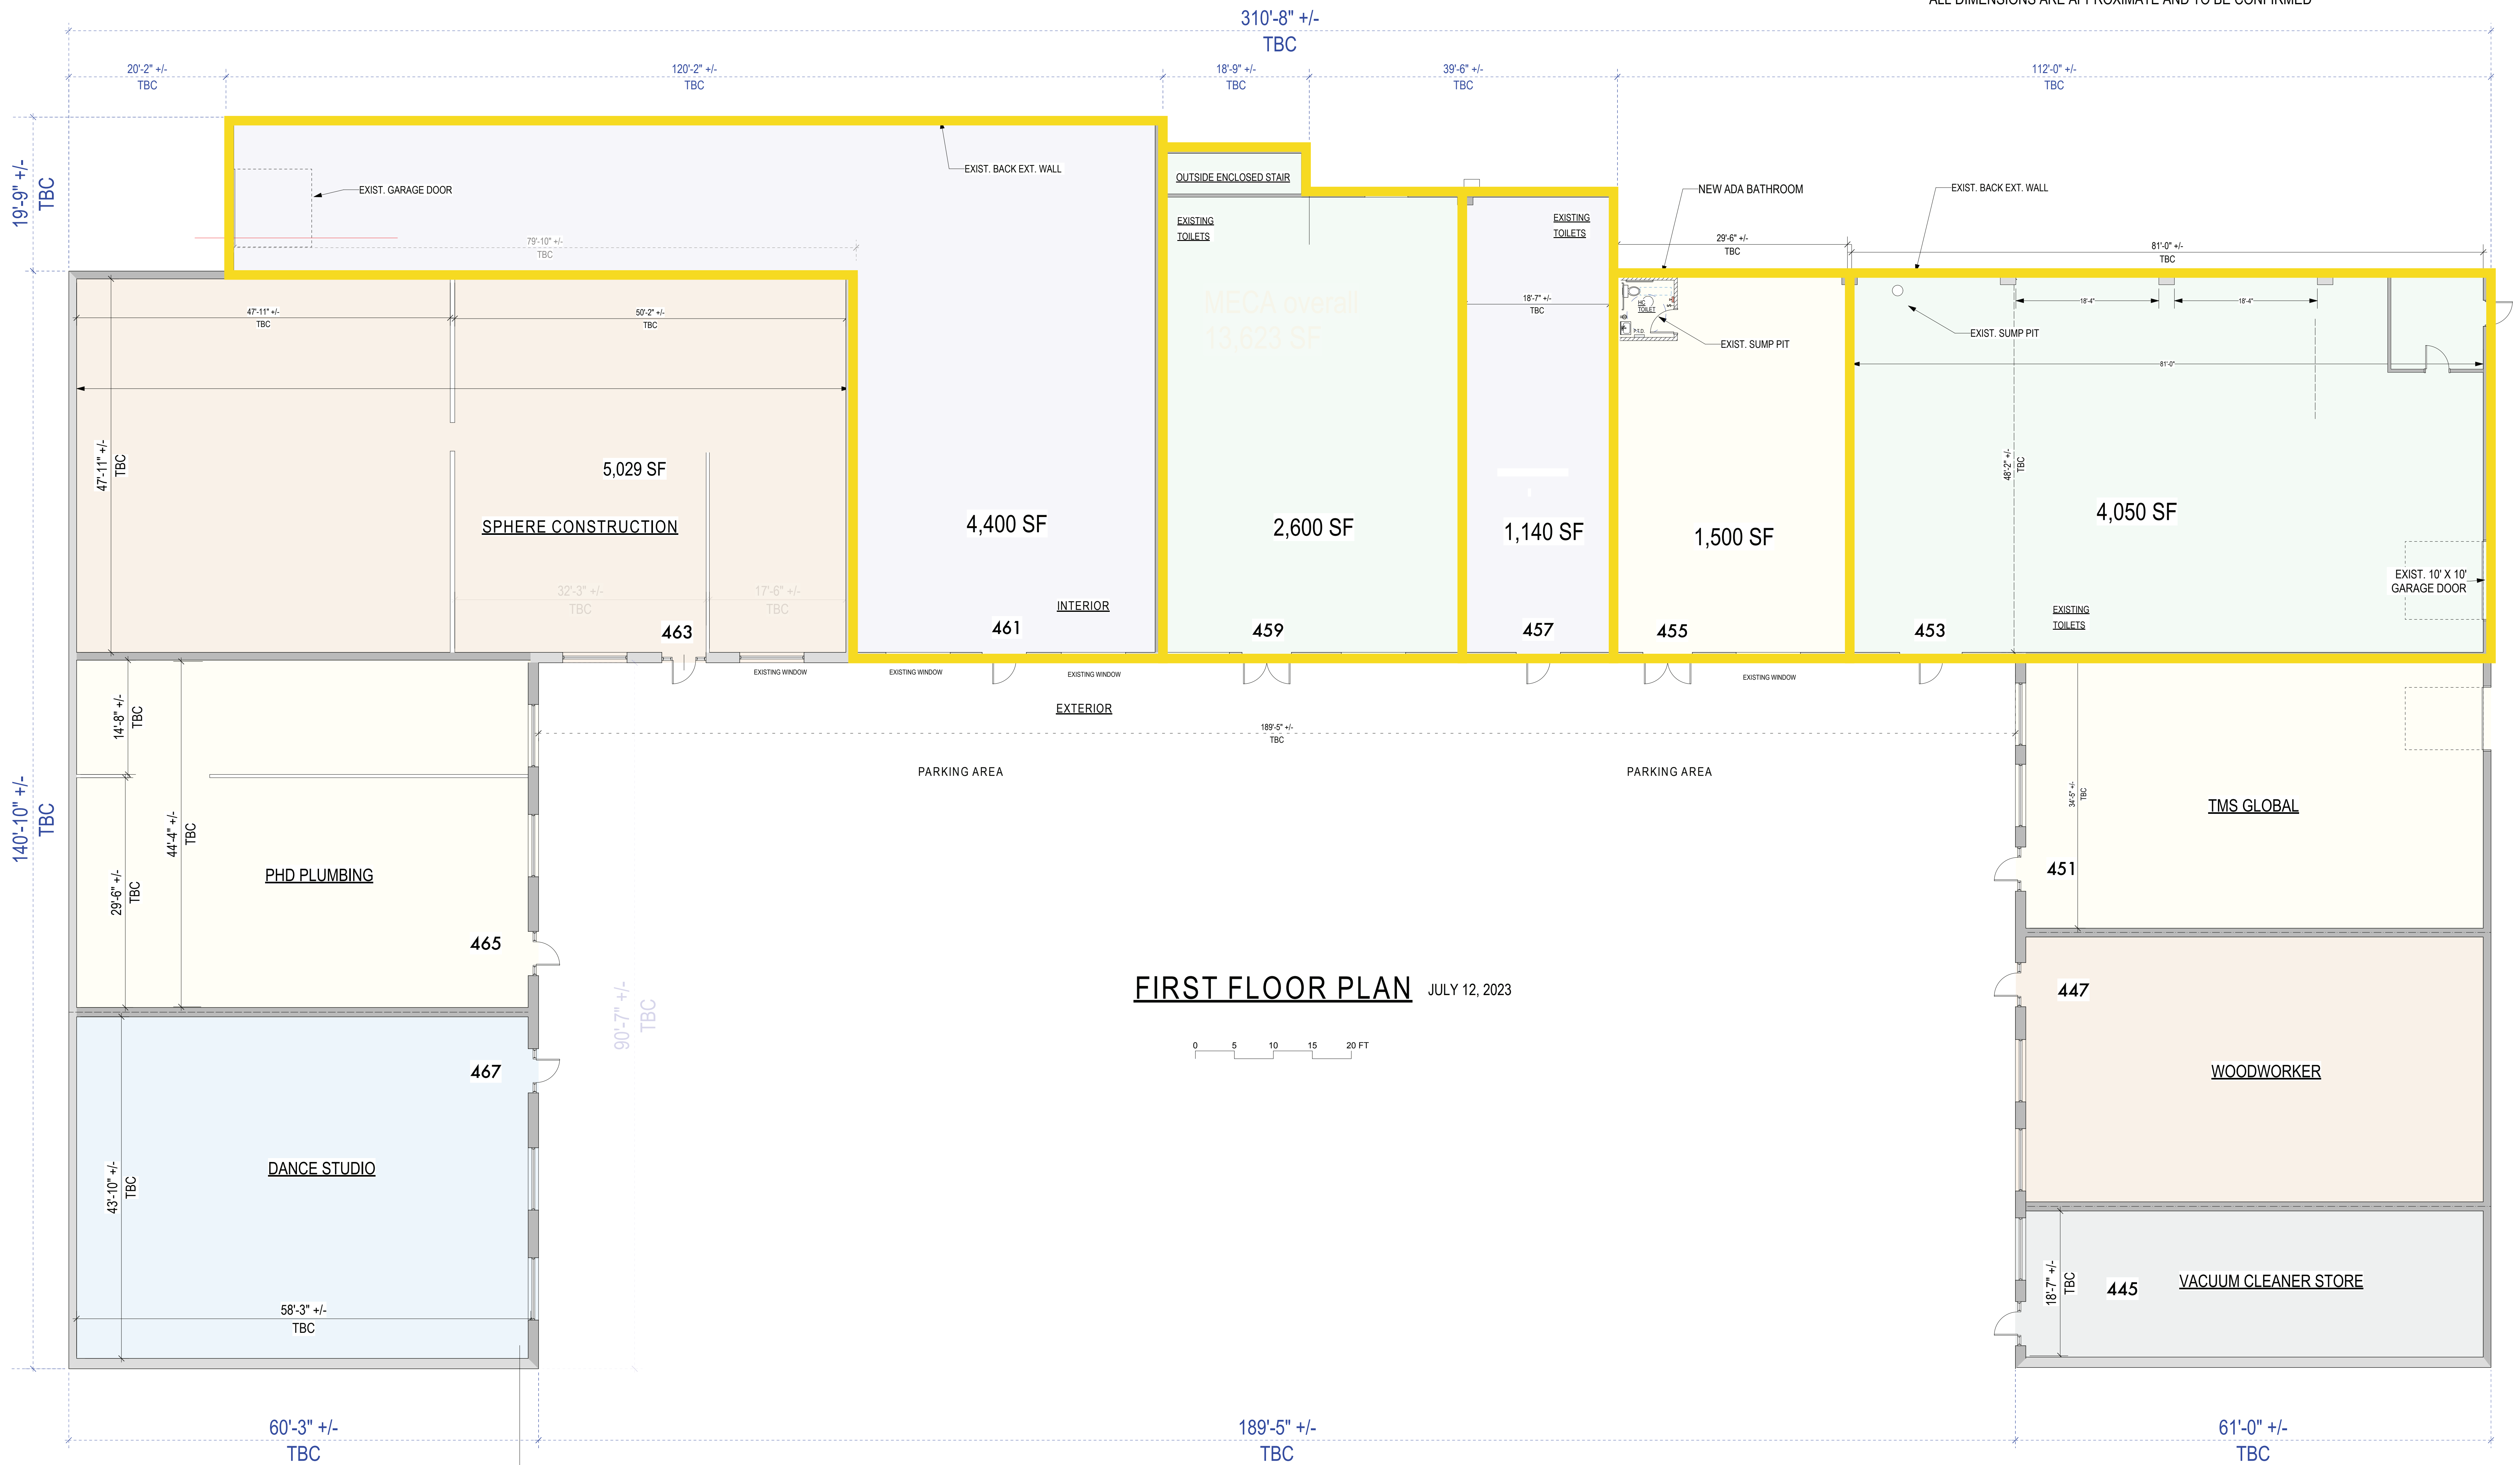 ALL DIMENSIONS ARE APPROXIMATE AND TO BE CONFIRMED
310'-8" +/-
TBC
20'-2" +/-
TBC
120'-2" +/-
TBC
18'-9" +/-
TBC
39'-6" +/-
TBC
112'-0" +/-
TBC
19'-9" +/-
TBC
EXIST. GARAGE DOOR
EXIST. BACK EXT. WALL
OUTSIDE ENCLOSED STAIR
EXISTING
TOILETS
EXISTING
TOILETS
NEW ADA BATHROOM
EXIST. BACK EXT. WALL
79'-10" +/-
TBC
29'-6" +/-
TBC
81'-0" +/-
TBC
47'-11" +/-
TBC
50'-2" +/-
TBC
MECA overall
13,623 SF
18'-7" +/-
TBC
HC
TOILET
P.E.D.
EXIST. SUMP PIT
EXIST. SUMP PIT
18'-4"
18'-4"
81'-0"
47'-11" +/-
TBC
48'-2" +/-
TBC
5,029 SF
SPHERE CONSTRUCTION
4,400 SF
2,600 SF
1,140 SF
1,500 SF
4,050 SF
32'-3" +/-
TBC
17'-6" +/-
TBC
INTERIOR
EXISTING
TOILETS
EXIST. 10' X 10'
GARAGE DOOR
463
461
459
457
455
453
EXISTING WINDOW
EXISTING WINDOW
EXISTING WINDOW
EXISTING WINDOW
EXTERIOR
189'-5" +/-
TBC
PARKING AREA
PARKING AREA
14'-8" +/-
TBC
44'-4" +/-
TBC
29'-6" +/-
TBC
140'-10" +/-
TBC
PHD PLUMBING
465
34'-5" +/-
TBC
TMS GLOBAL
451
90'-7" +/-
TBC
FIRST FLOOR PLAN JULY 12, 2023
0 5 10 15 20 FT
447
WOODWORKER
467
DANCE STUDIO
43'-10" +/-
TBC
58'-3" +/-
TBC
18'-7" +/-
TBC
445
VACUUM CLEANER STORE
60'-3" +/-
TBC
189'-5" +/-
TBC
61'-0" +/-
TBC